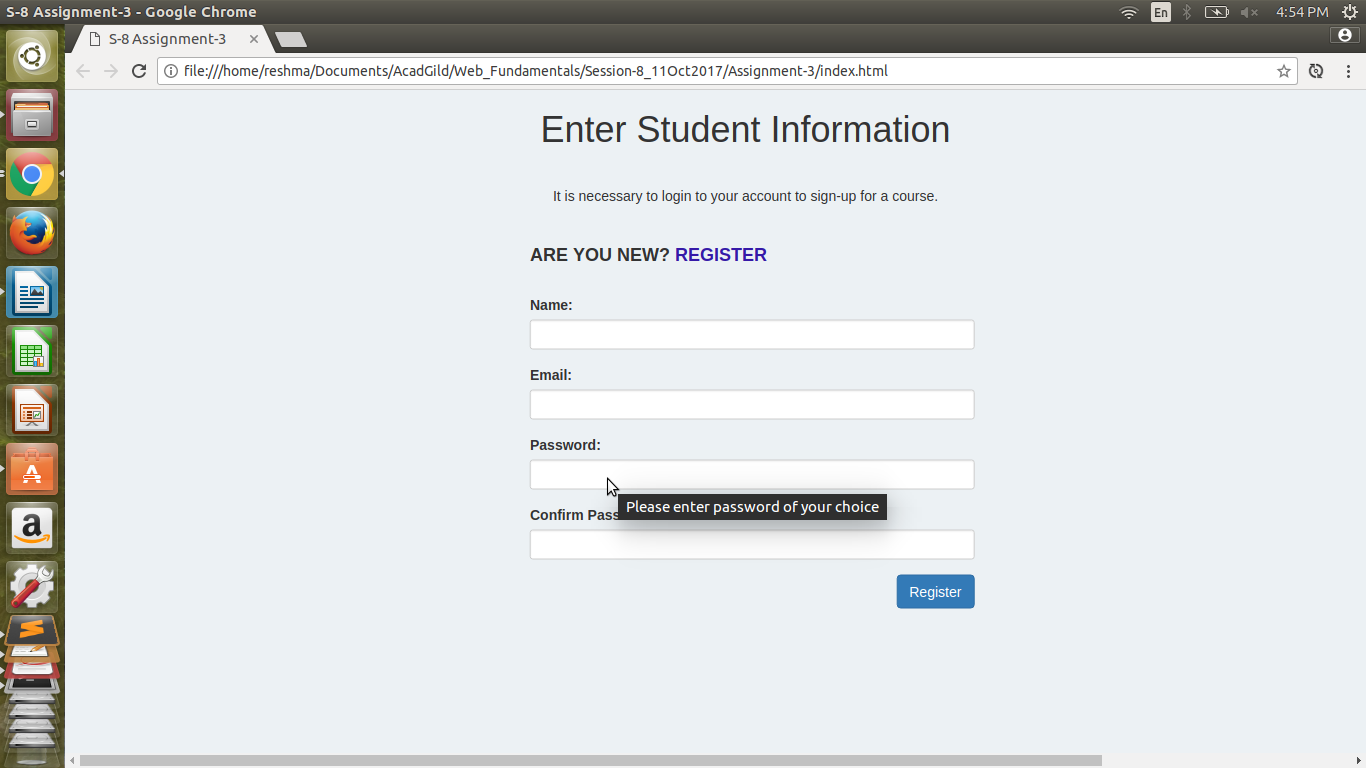 S-8 Assignment-3 - Google Chrome
En
4:54 PM
S-8 Assignment-3
file:///home/reshma/Documents/AcadGild/Web_Fundamentals/Session-8_11Oct2017/Assignment-3/index.html
Enter Student Information
It is necessary to login to your account to sign-up for a course.
ARE YOU NEW? REGISTER
Name:
Email:
Password:
Please enter password of your choice
Confirm Pass
Register